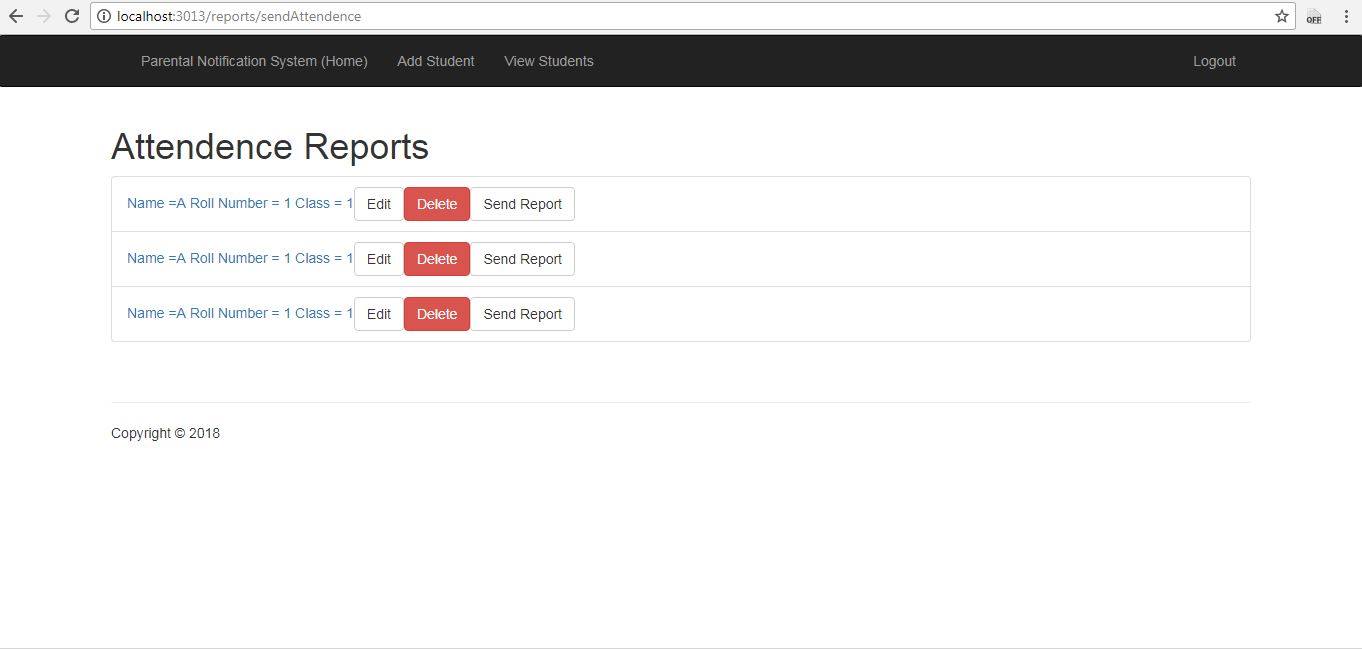 localhost:3013/reports/sendAttendence
OFF
Parental Notification System (Home) Add Student View Students Logout
Attendence Reports
Name =A Roll Number = 1 Class = 1 Edit Delete Send Report
Name =A Roll Number = 1 Class = 1 Edit Delete Send Report
Name =A Roll Number = 1 Class = 1 Edit Delete Send Report
Copyright © 2018